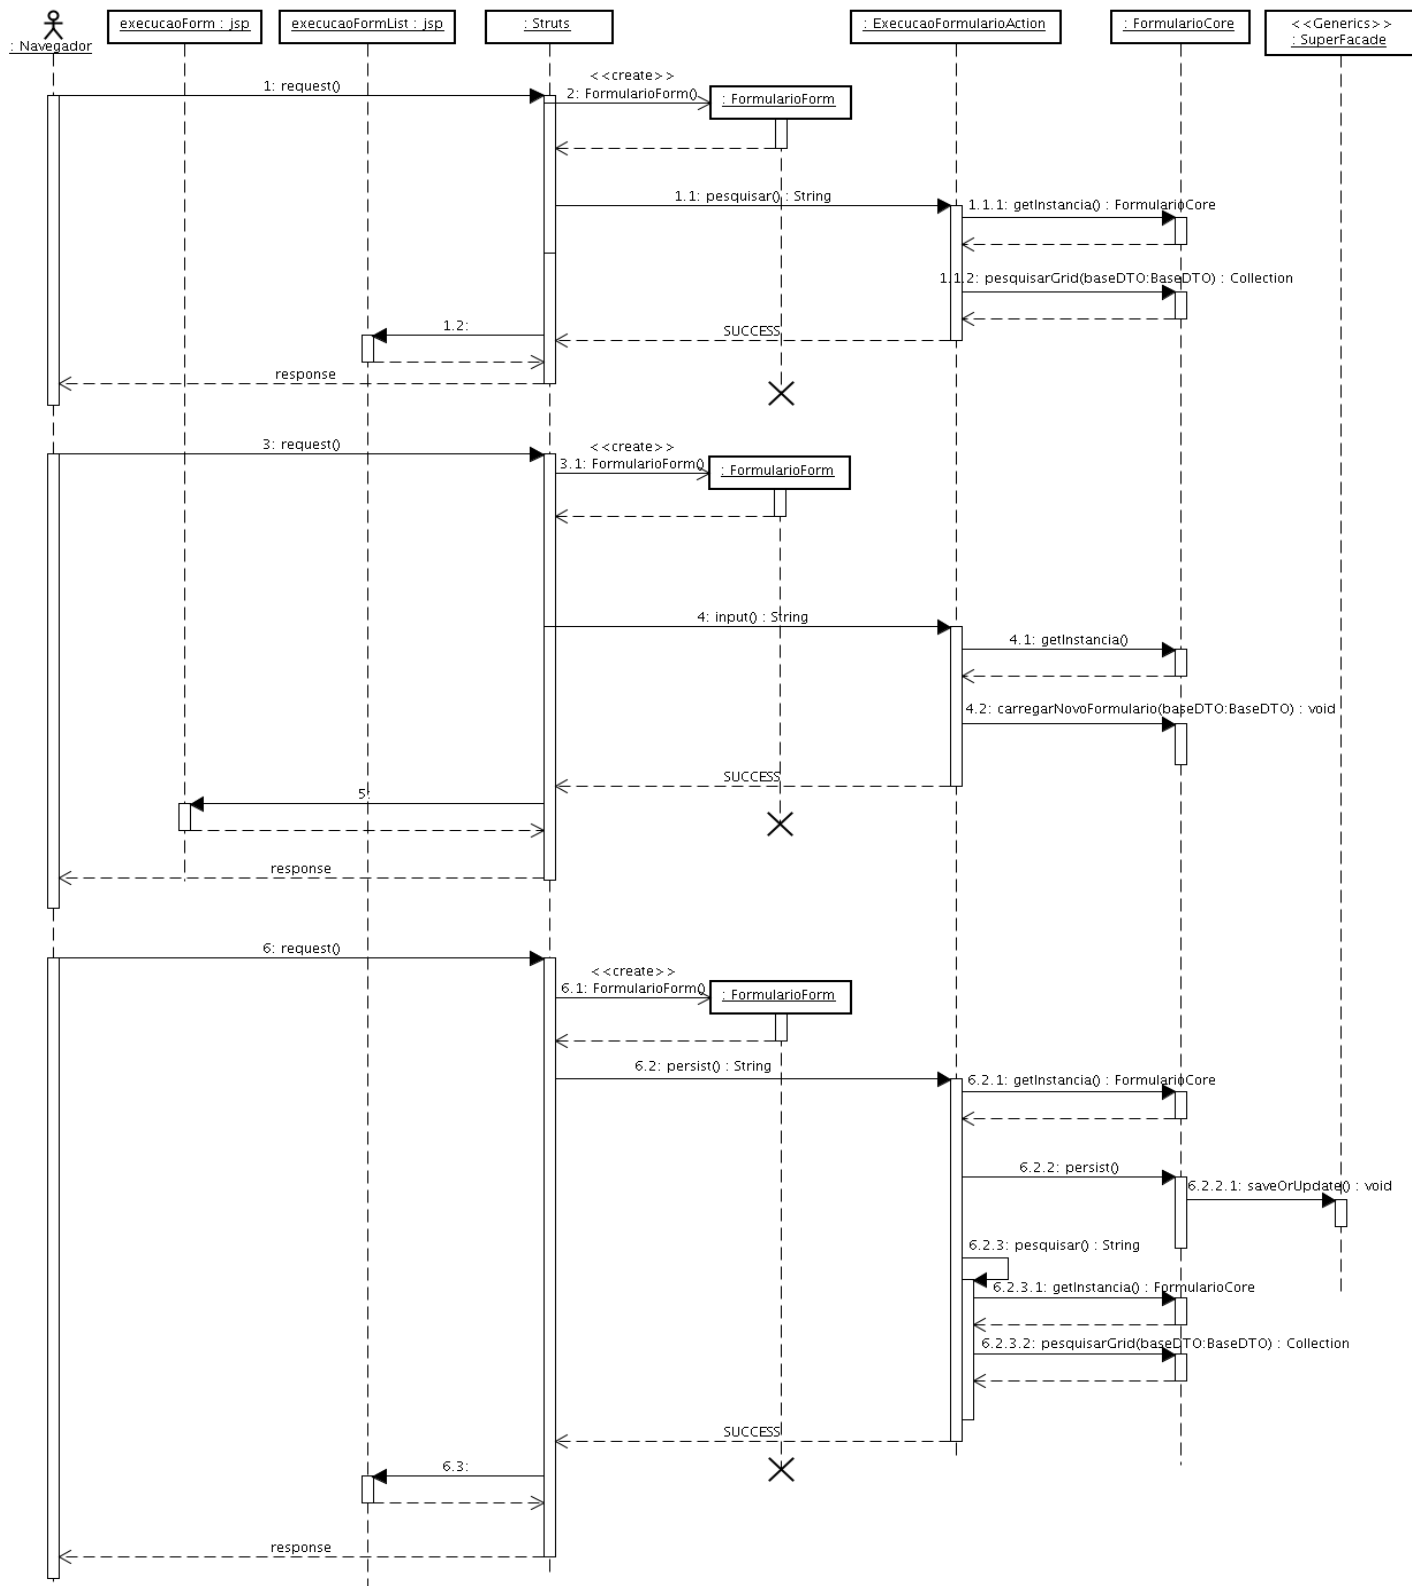 : Navegador
execucaoForm : jsp
execucaoFormList : jsp
: Struts
: ExecucaoFormularioAction
: FormularioCore
<<Generics>>
: SuperFacade
1: request()
<<create>>
2: FormularioForm()
: FormularioForm
1.1: pesquisar() : String
1.1.1: getInstancia() : FormularioCore
1.1.2: pesquisarGrid(baseDTO:BaseDTO) : Collection
SUCCESS
1.2:
response
3: request()
<<create>>
3.1: FormularioForm()
: FormularioForm
4: input() : String
4.1: getInstancia()
4.2: carregarNovoFormulario(baseDTO:BaseDTO) : void
SUCCESS
5:
response
6: request()
<<create>>
6.1: FormularioForm()
: FormularioForm
6.2: persist() : String
6.2.1: getInstancia() : FormularioCore
6.2.2: persist()
6.2.2.1: saveOrUpdate() : void
6.2.3: pesquisar() : String
6.2.3.1: getInstancia() : FormularioCore
6.2.3.2: pesquisarGrid(baseDTO:BaseDTO) : Collection
SUCCESS
6.3:
response